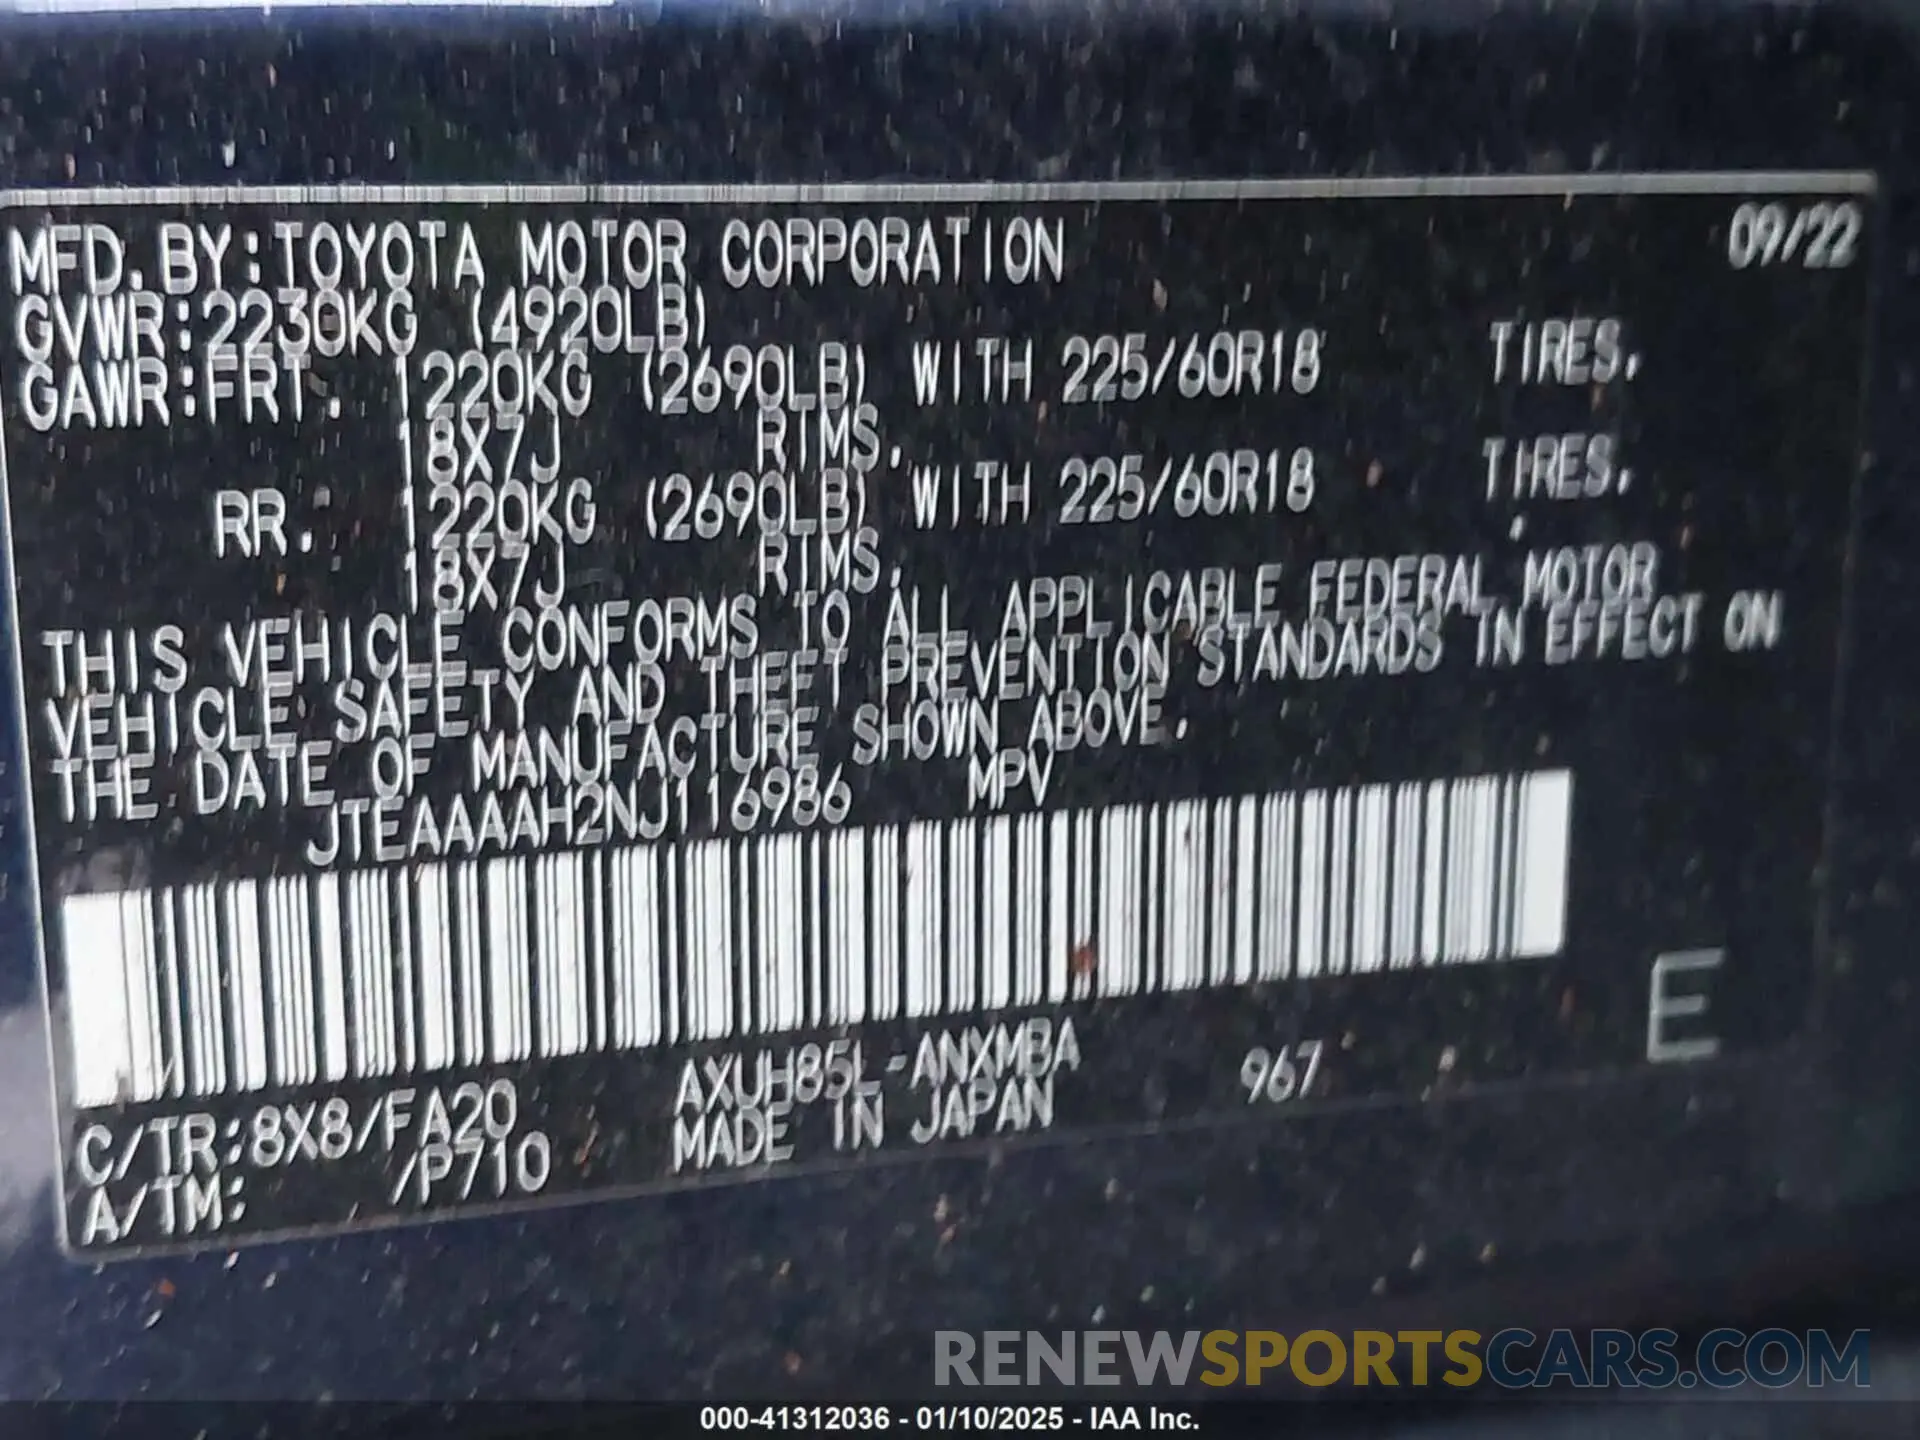 09/22
MFD.BY:TOYOTA MOTOR CORPORATION
GVWR:2230KG (4920LB)
GAWR:FRT. 1220KG (2690LB) WITH 225/60R18 TIRES,
18X7J RIMS.
RR. 1220KG (2690LB) WITH 225/60R18 TIRES,
18X7J RIMS.
THIS VEHICLE CONFORMS TO ALL APPLICABLE FEDERAL MOTOR
VEHICLE SAFETY AND THEFT PREVENTION STANDARDS IN EFFECT ON
THE DATE OF MANUFACTURE SHOWN ABOVE.
JTEAAAAH2NJ116986 MPV
E
AXUH85L-ANXMBA 967
C/TR:8X8/FA20 MADE IN JAPAN
A/TM: /P710
RENEWSPORTSCARS.COM
000-41312036 - 01/10/2025 - IAA Inc.